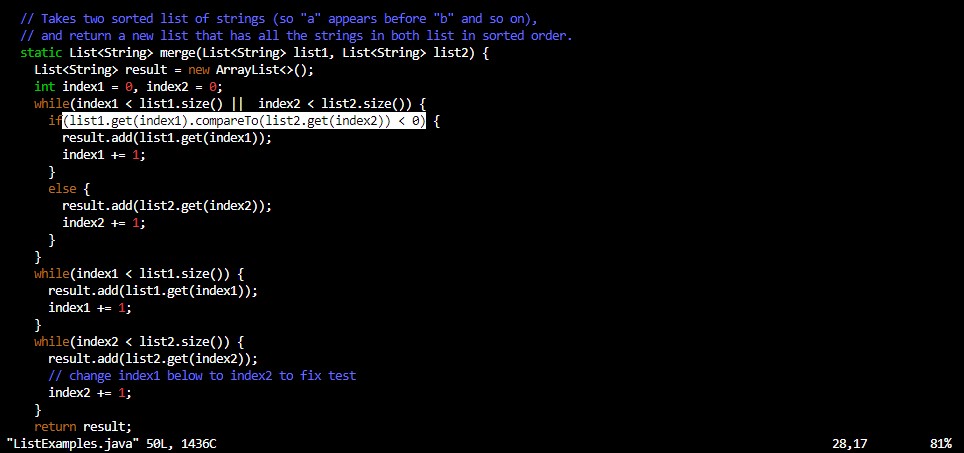 // Takes two sorted list of strings (so "a" appears before "b" and so on),
// and return a new list that has all the strings in both list in sorted order.
static List<String> merge(List<String> list1, List<String> list2) {
  List<String> result = new ArrayList<>();
  int index1 = 0, index2 = 0;
  while(index1 < list1.size() ||  index2 < list2.size()) {
    if(list1.get(index1).compareTo(list2.get(index2)) < 0) {
      result.add(list1.get(index1));
      index1 += 1;
    }
    else {
      result.add(list2.get(index2));
      index2 += 1;
    }
  }
  while(index1 < list1.size()) {
    result.add(list1.get(index1));
    index1 += 1;
  }
  while(index2 < list2.size()) {
    result.add(list2.get(index2));
    // change index1 below to index2 to fix test
    index2 += 1;
  }
  return result;
"ListExamples.java" 50L, 1436C 28,17 81%